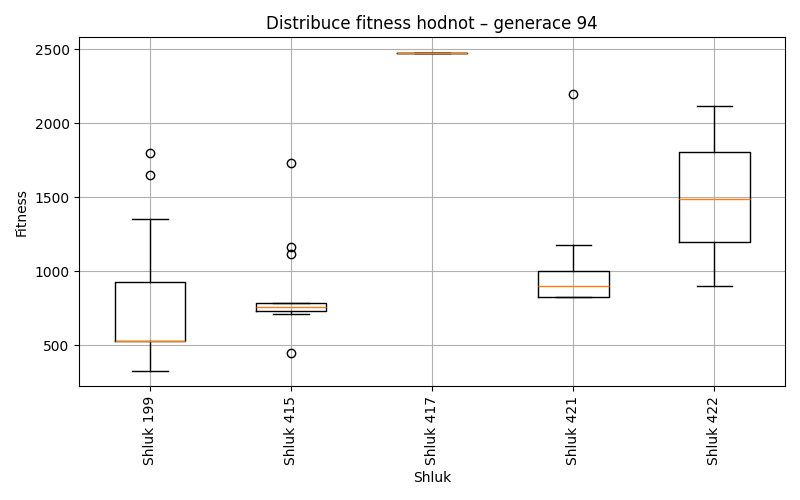 Distribuce fitness hodnot – generace 94
Fitness
2500
2000
1500
1000
500
Shluk 199
Shluk 415
Shluk 417
Shluk 421
Shluk 422
Shluk